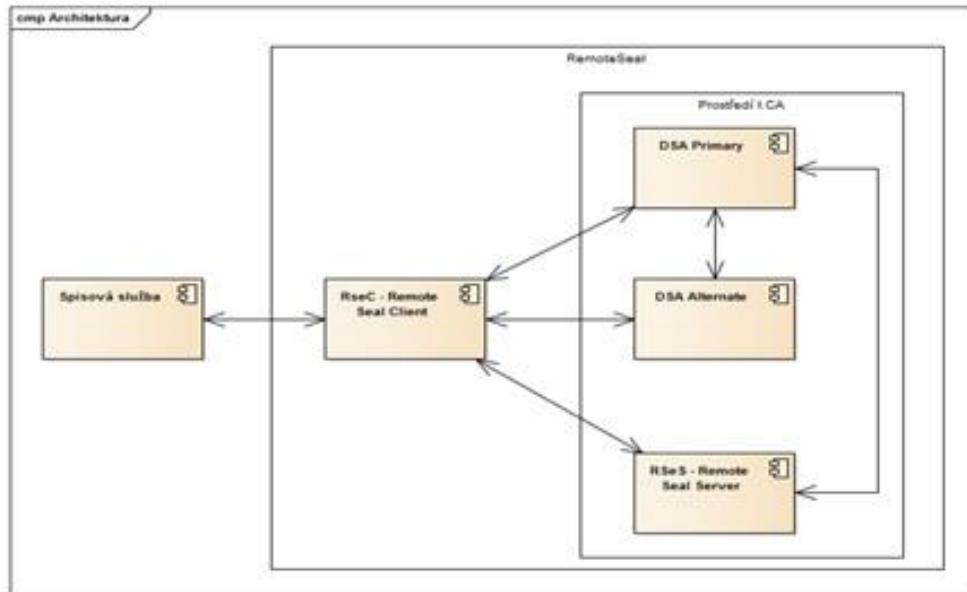 cmp Architektura
RemoteSeal
Prostředí I.CA
DSA Primary
Spisová služba
RseC - Remote
Seal Client
DSA Alternate
RSeS - Remote
Seal Server